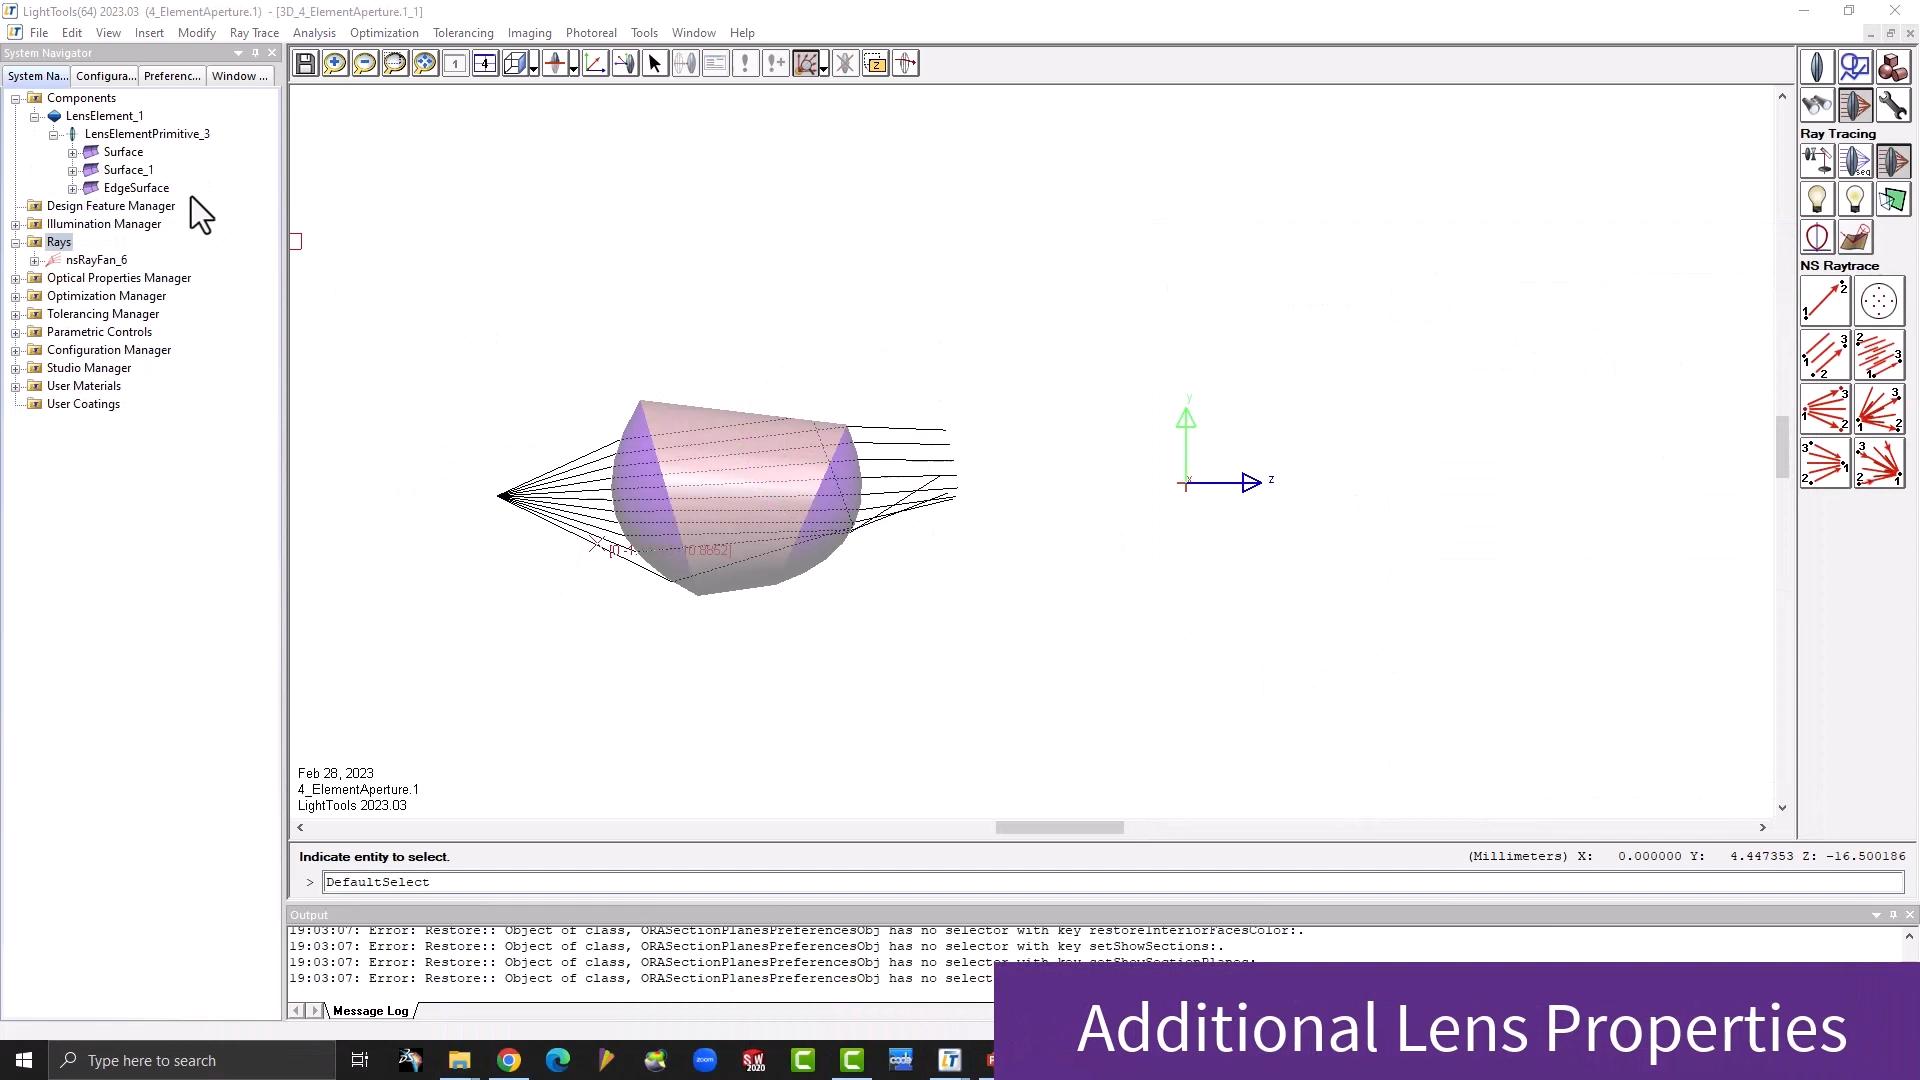 LightTools(64) 2023.03 (4_ElementAperture.1) - [3D_4_ElementAperture.1_1]
File Edit View Insert Modify Ray Trace Analysis Optimization Tolerancing Imaging Photoreal Tools Window Help
System Navigator
System Na... Configura... Preferenc... Window ...
Components
LensElement_1
LensElementPrimitive_3
Surface
Surface_1
EdgeSurface
Design Feature Manager
Illumination Manager
Rays
nsRayFan_6
Optical Properties Manager
Optimization Manager
Tolerancing Manager
Parametric Controls
Configuration Manager
Studio Manager
User Materials
User Coatings
Ray Tracing
NS Raytrace
y
z
Feb 28, 2023
4_ElementAperture.1
LightTools 2023.03
Indicate entity to select.
(Millimeters) X: 0.000000 Y: 4.447353 Z: -16.500186
> DefaultSelect
Output
19:03:07: Error: Restore:: Object of class, ORASectionPlanesPreferencesObj has no selector with key restoreInteriorFacesColor:.
19:03:07: Error: Restore:: Object of class, ORASectionPlanesPreferencesObj has no selector with key setShowSections:.
19:03:07: Error: Restore:: Object of class, ORASectionPlanesPreferencesObj has no selector with key setShowSectionPlanes:.
19:03:07: Error: Restore:: Object of class, ORASectionPlanesPreferencesObj has no select
Message Log
Additional Lens Properties
Type here to search